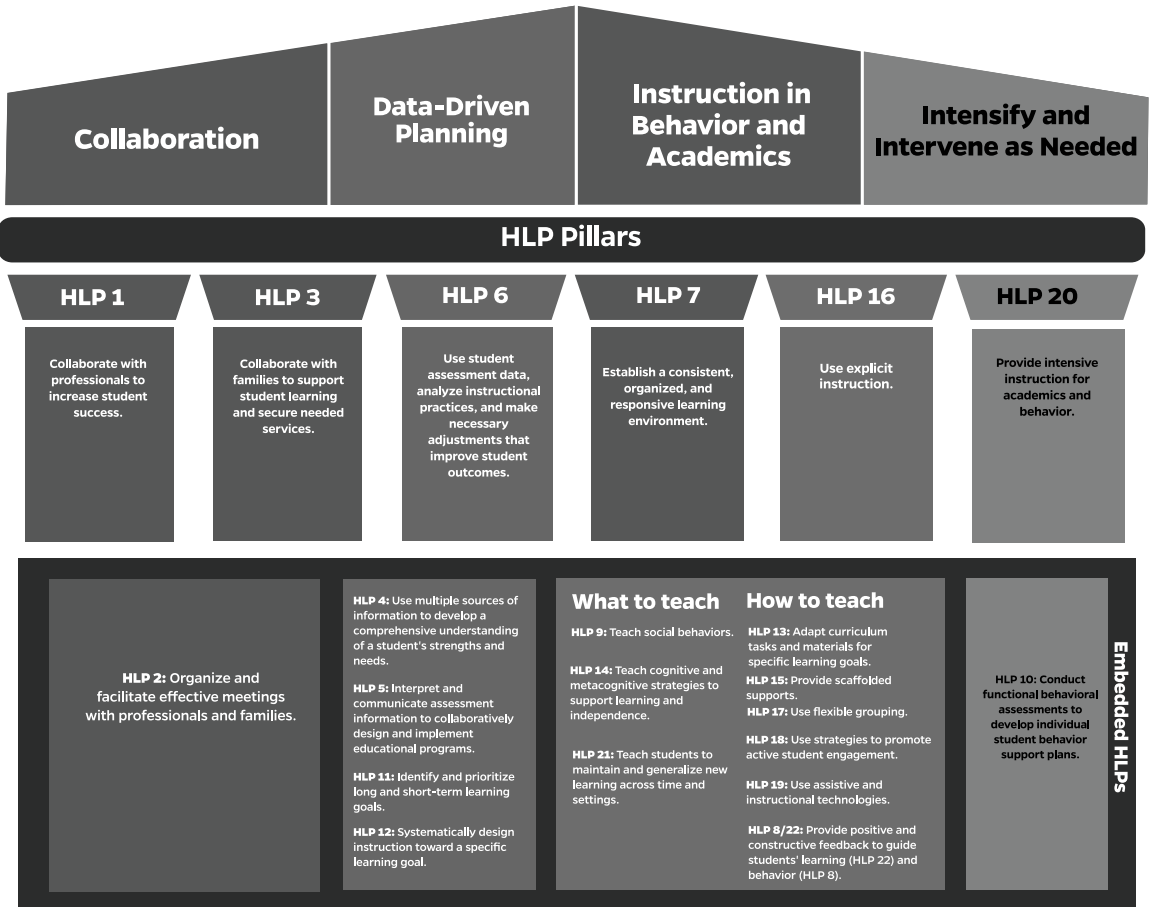 Collaboration
Data-Driven
Planning
Instruction in
Behavior and
Academics
Intensify and
Intervene as Needed
HLP Pillars
HLP 1
Collaborate with
professionals to
increase student
success.
HLP 3
Collaborate with
families to support
student learning
and secure needed
services.
HLP 6
Use student
assessment data,
analyze instructional
practices, and make
necessary
adjustments that
improve student
outcomes.
HLP 7
Establish a consistent,
organized, and
responsive learning
environment.
HLP 16
Use explicit
instruction.
HLP 20
Provide intensive
instruction for
academics and
behavior.
HLP 2: Organize and
facilitate effective meetings
with professionals and families.
HLP 4: Use multiple sources of
information to develop a
comprehensive understanding
of a student's strengths and
needs.
HLP 5: Interpret and
communicate assessment
information to collaboratively
design and implement
educational programs.
HLP 11: Identify and prioritize
long and short-term learning
goals.
HLP 12: Systematically design
instruction toward a specific
learning goal.
What to teach
HLP 9: Teach social behaviors.
HLP 14: Teach cognitive and
metacognitive strategies to
support learning and
independence.
HLP 21: Teach students to
maintain and generalize new
learning across time and
settings.
How to teach
HLP 13: Adapt curriculum
tasks and materials for
specific learning goals.
HLP 15: Provide scaffolded
supports.
HLP 17: Use flexible grouping.
HLP 18: Use strategies to promote
active student engagement.
HLP 19: Use assistive and
instructional technologies.
HLP 8/22: Provide positive and
constructive feedback to guide
students' learning (HLP 22) and
behavior (HLP 8).
HLP 10: Conduct
functional behavioral
assessments to
develop individual
student behavior
support plans.
Embedded HLPs